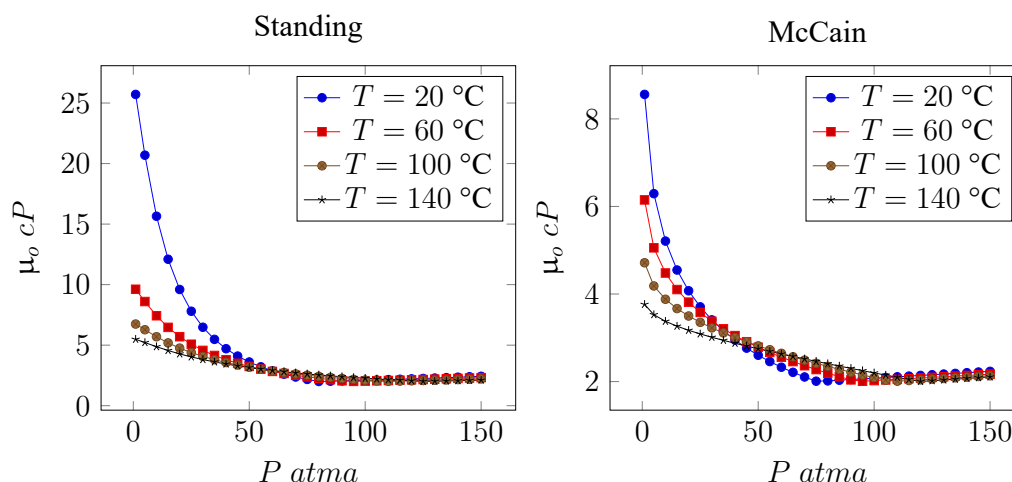 Standing
25
20
15
10
5
0
μo cP
T = 20 °C
T = 60 °C
T = 100 °C
T = 140 °C
0
50
100
150
P atma
McCain
8
6
4
2
μo cP
T = 20 °C
T = 60 °C
T = 100 °C
T = 140 °C
0
50
100
150
P atma